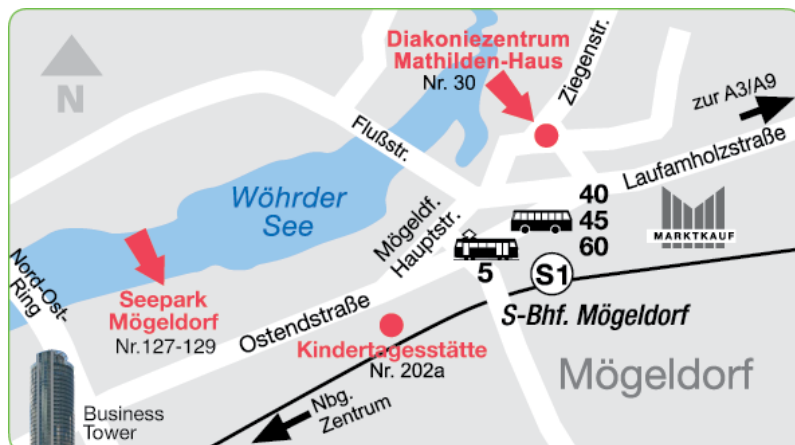 Diakoniezentrum
Mathilden-Haus
Nr. 30
Ziegenstr.
zur A3/A9
N
Flußstr.
Laufamholzstraße
Wöhrder
See
Mögeldf.
Hauptstr.
40
45
60
MARKTKAUF
5
S1
S-Bhf. Mögeldorf
Nord-Ost-
Ring
Seepark
Mögeldorf
Nr.127-129
Ostendstraße
Kindertagesstätte
Nr. 202a
Mögeldorf
Business
Tower
Nbg.
Zentrum